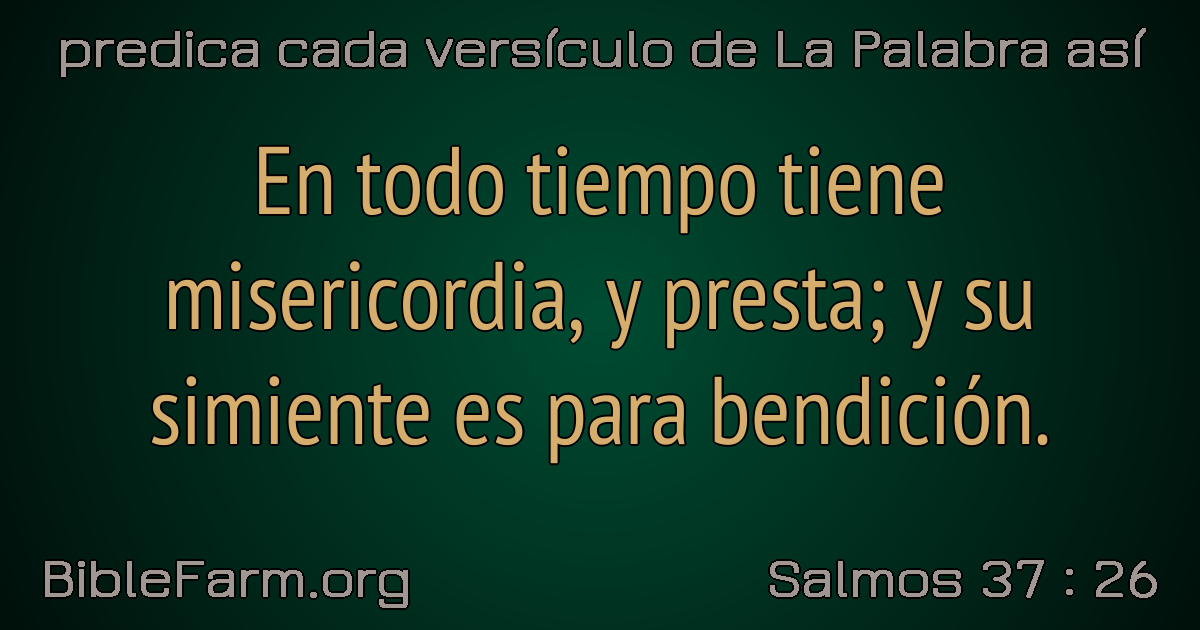 predica cada versículo de La Palabra así
En todo tiempo tiene
misericordia, y presta; y su
simiente es para bendición.
BibleFarm.org
Salmos 37 : 26